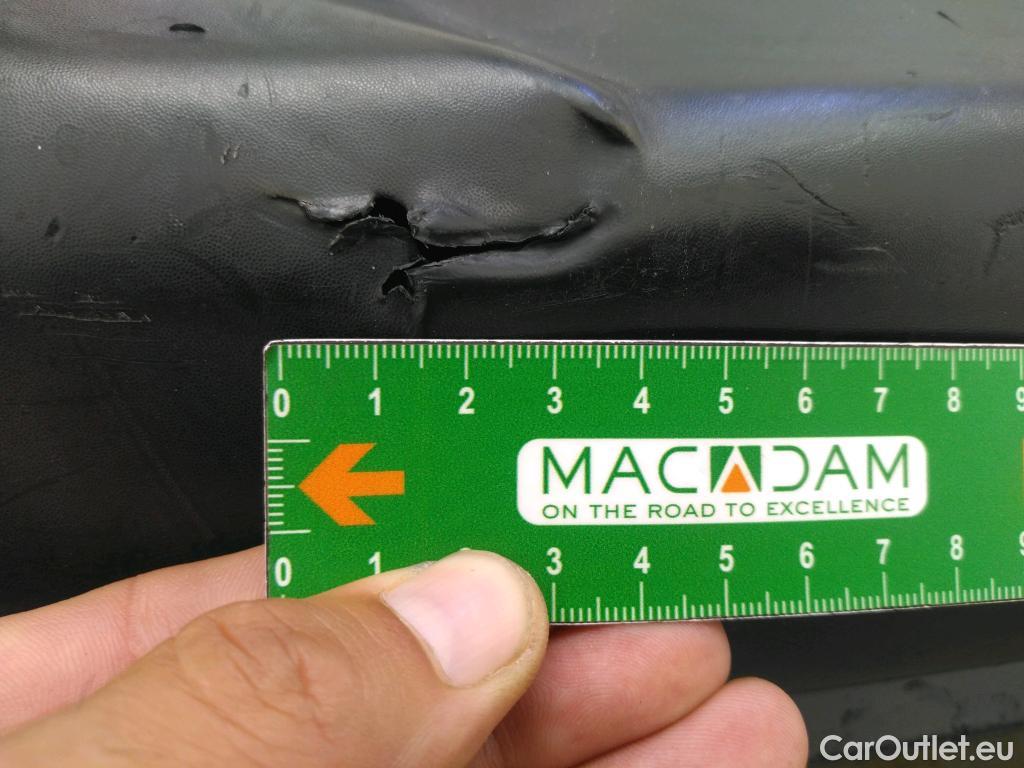 0 1 2 3 4 5 6 7 8 9
MACADAM
ON THE ROAD TO EXCELLENCE
0 1 3 4 5 6 7 8 9
CarOutlet.eu